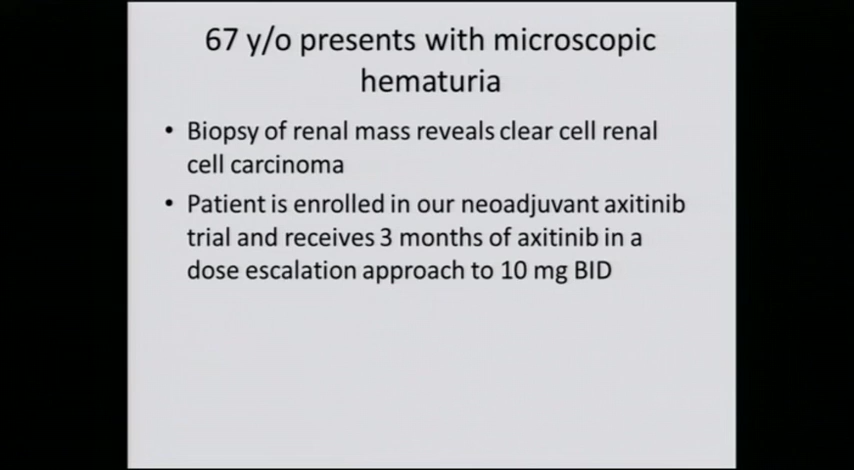 67 y/o presents with microscopic
hematuria
• Biopsy of renal mass reveals clear cell renal
cell carcinoma
• Patient is enrolled in our neoadjuvant axitinib
trial and receives 3 months of axitinib in a
dose escalation approach to 10 mg BID